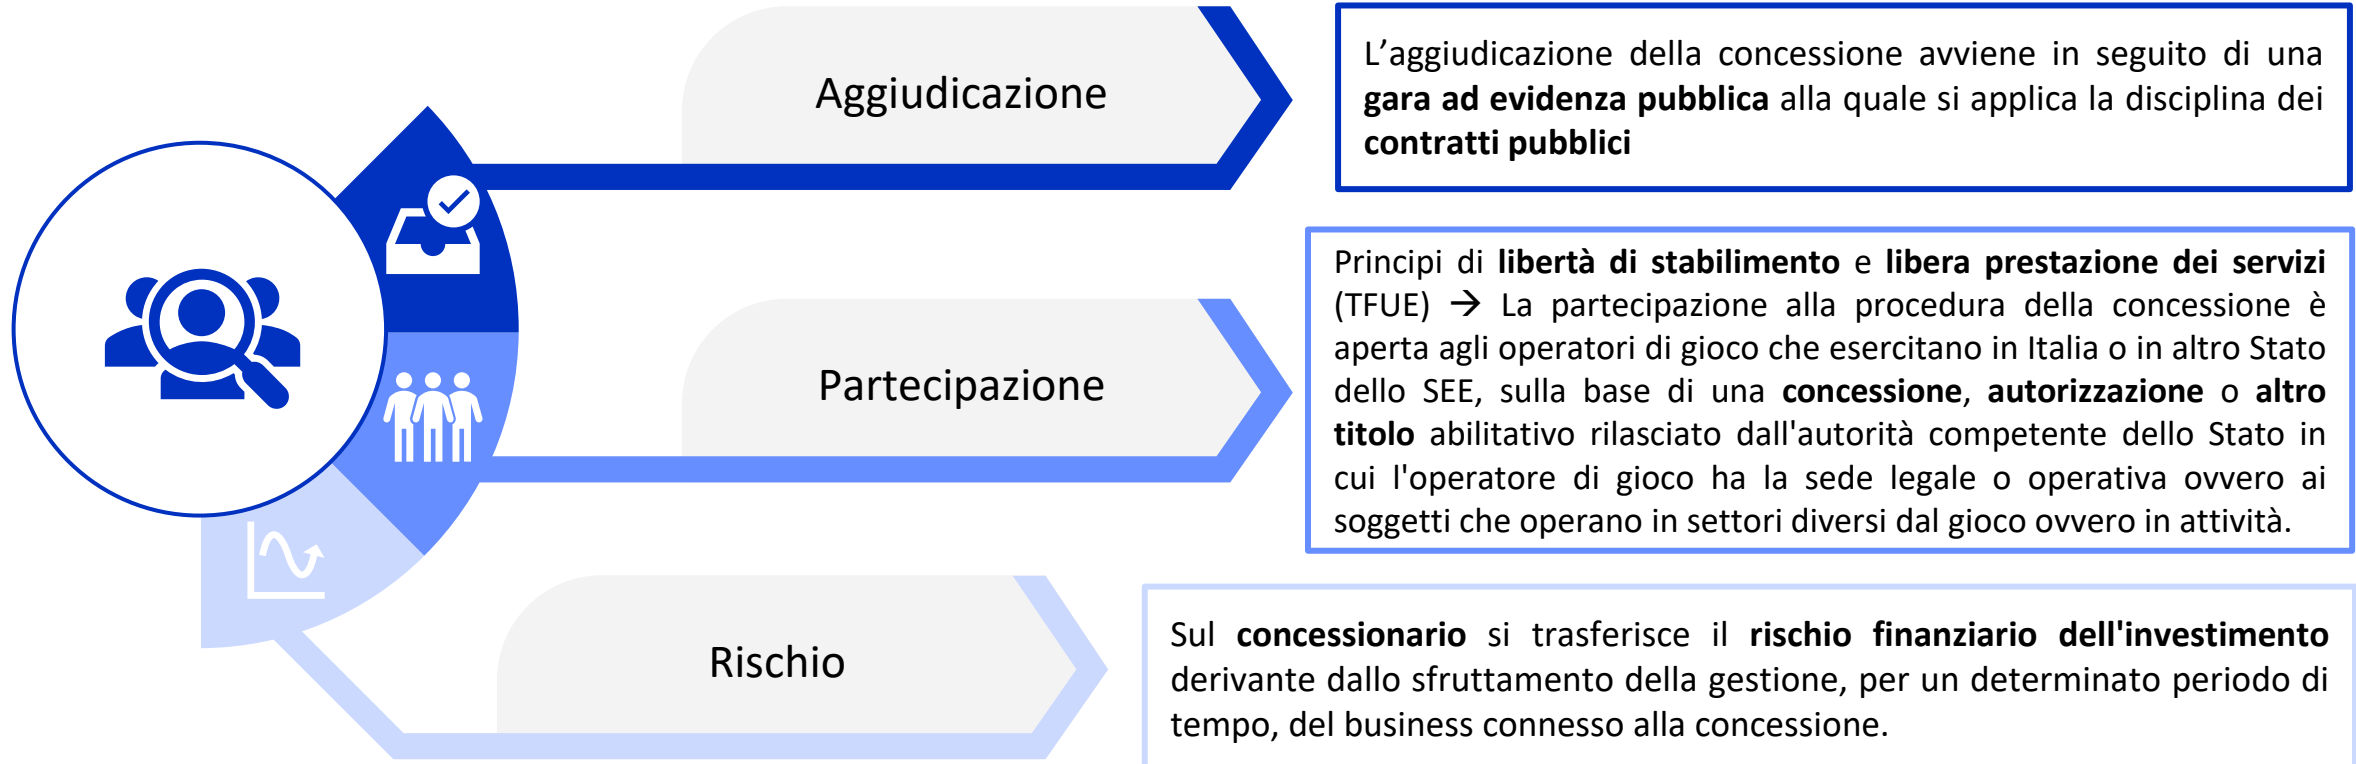 Aggiudicazione
L’aggiudicazione della concessione avviene in seguito di una
gara ad evidenza pubblica alla quale si applica la disciplina dei
contratti pubblici
Partecipazione
Principi di libertà di stabilimento e libera prestazione dei servizi
(TFUE) → La partecipazione alla procedura della concessione è
aperta agli operatori di gioco che esercitano in Italia o in altro Stato
dello SEE, sulla base di una concessione, autorizzazione o altro
titolo abilitativo rilasciato dall'autorità competente dello Stato in
cui l'operatore di gioco ha la sede legale o operativa ovvero ai
soggetti che operano in settori diversi dal gioco ovvero in attività.
Rischio
Sul concessionario si trasferisce il rischio finanziario dell'investimento
derivante dallo sfruttamento della gestione, per un determinato periodo di
tempo, del business connesso alla concessione.